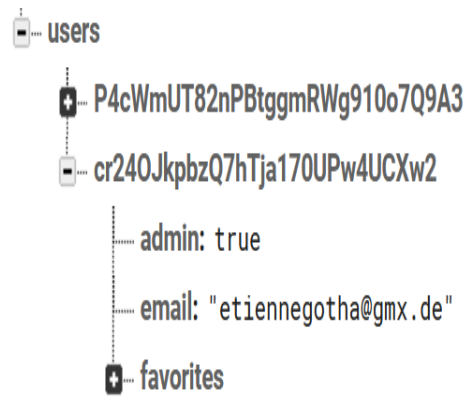 users
P4cWmUT82nPBtggmRWg910o7Q9A3
cr24OJkpbzQ7hTja170UPw4UCXw2
admin: true
email: "etiennegotha@gmx.de"
favorites